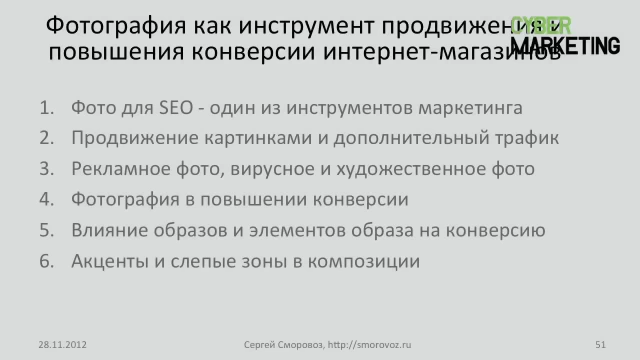 Фотография как инструмент продвижения и
повышения конверсии интернет-магазинов
CYBER
MARKETING
1. Фото для SEO - один из инструментов маркетинга
2. Продвижение картинками и дополнительный трафик
3. Рекламное фото, вирусное и художественное фото
4. Фотография в повышении конверсии
5. Влияние образов и элементов образа на конверсию
6. Акценты и слепые зоны в композиции
28.11.2012
Сергей Сморовоз, http://smorovoz.ru
51